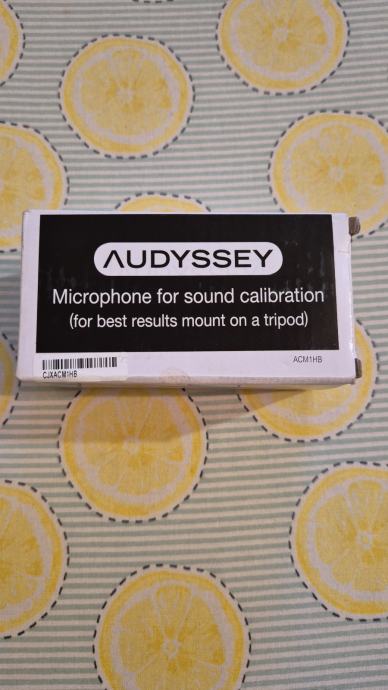 AUDYSSEY
Microphone for sound calibration
(for best results mount on a tripod)
ACM1HB
CJXACM1HB